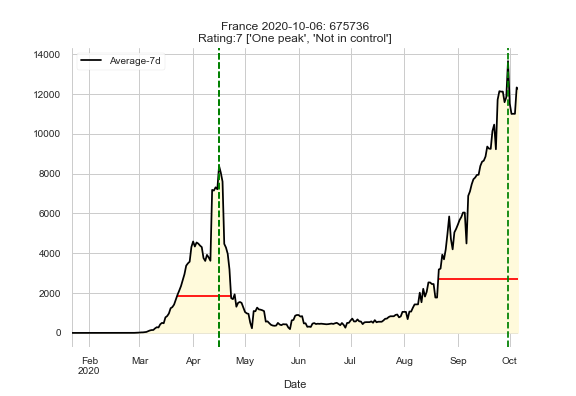 France 2020-10-06: 675736
Rating:7 ['One peak', 'Not in control']
Average-7d
14000
12000
10000
8000
6000
4000
2000
0
Feb Mar Apr May Jun Jul Aug Sep Oct
2020
Date